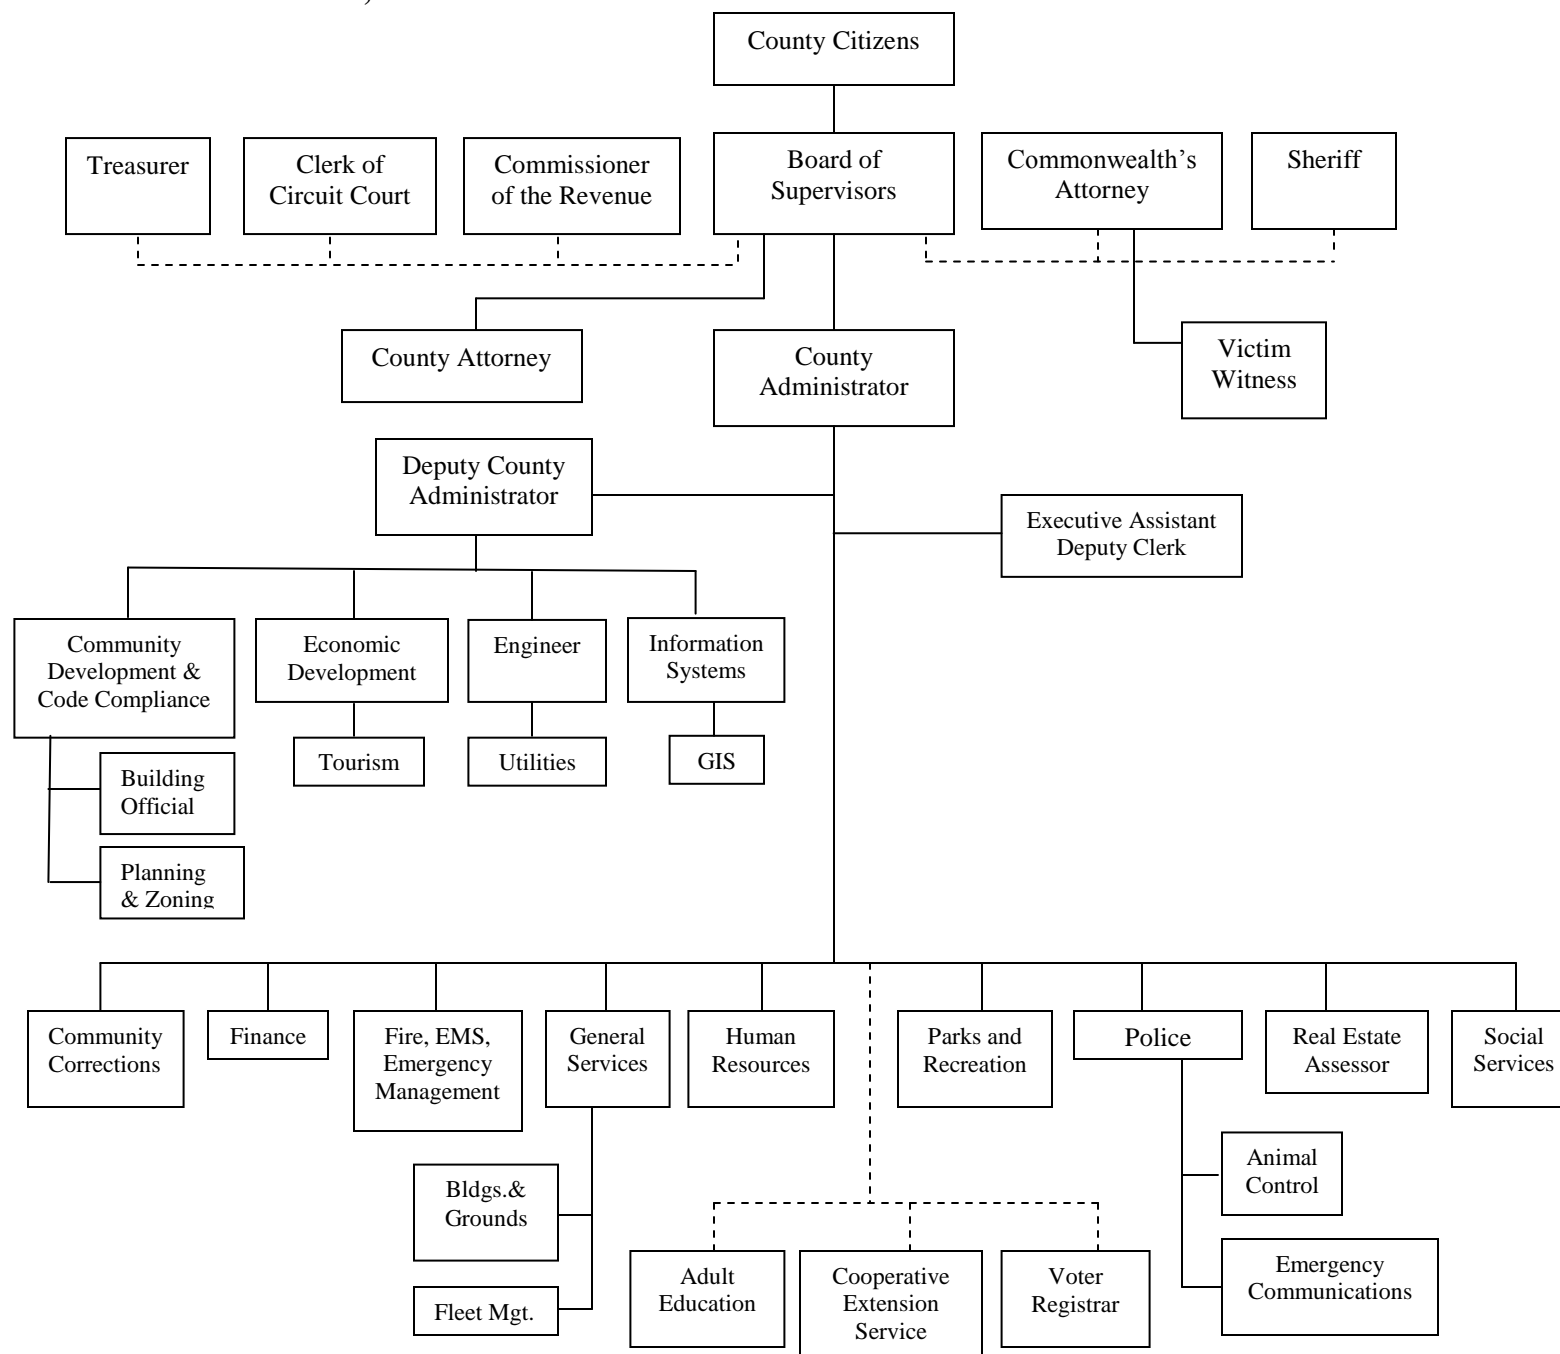 County Citizens
Treasurer
Clerk of
Circuit Court
Commissioner
of the Revenue
Board of
Supervisors
Commonwealth’s
Attorney
Sheriff
County Attorney
County
Administrator
Victim
Witness
Deputy County
Administrator
Executive Assistant
Deputy Clerk
Community
Development &
Code Compliance
Economic
Development
Engineer
Information
Systems
Tourism
Utilities
GIS
Building
Official
Planning
& Zoning
Community
Corrections
Finance
Fire, EMS,
Emergency
Management
General
Services
Human
Resources
Parks and
Recreation
Police
Real Estate
Assessor
Social
Services
Bldgs.&
Grounds
Fleet Mgt.
Animal
Control
Emergency
Communications
Adult
Education
Cooperative
Extension
Service
Voter
Registrar